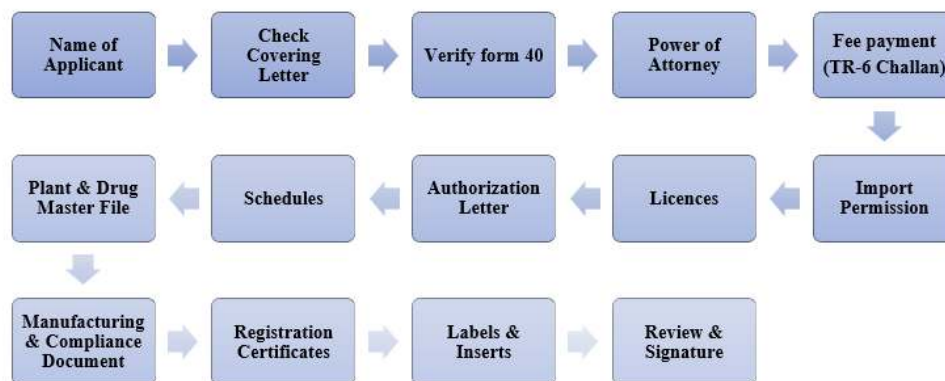 Name of
Applicant
Check
Covering
Letter
Verify form 40
Power of
Attorney
Fee payment
(TR-6 Challan)
Import
Permission
Licences
Authorization
Letter
Schedules
Plant & Drug
Master File
Manufacturing
& Compliance
Document
Registration
Certificates
Labels &
Inserts
Review &
Signature